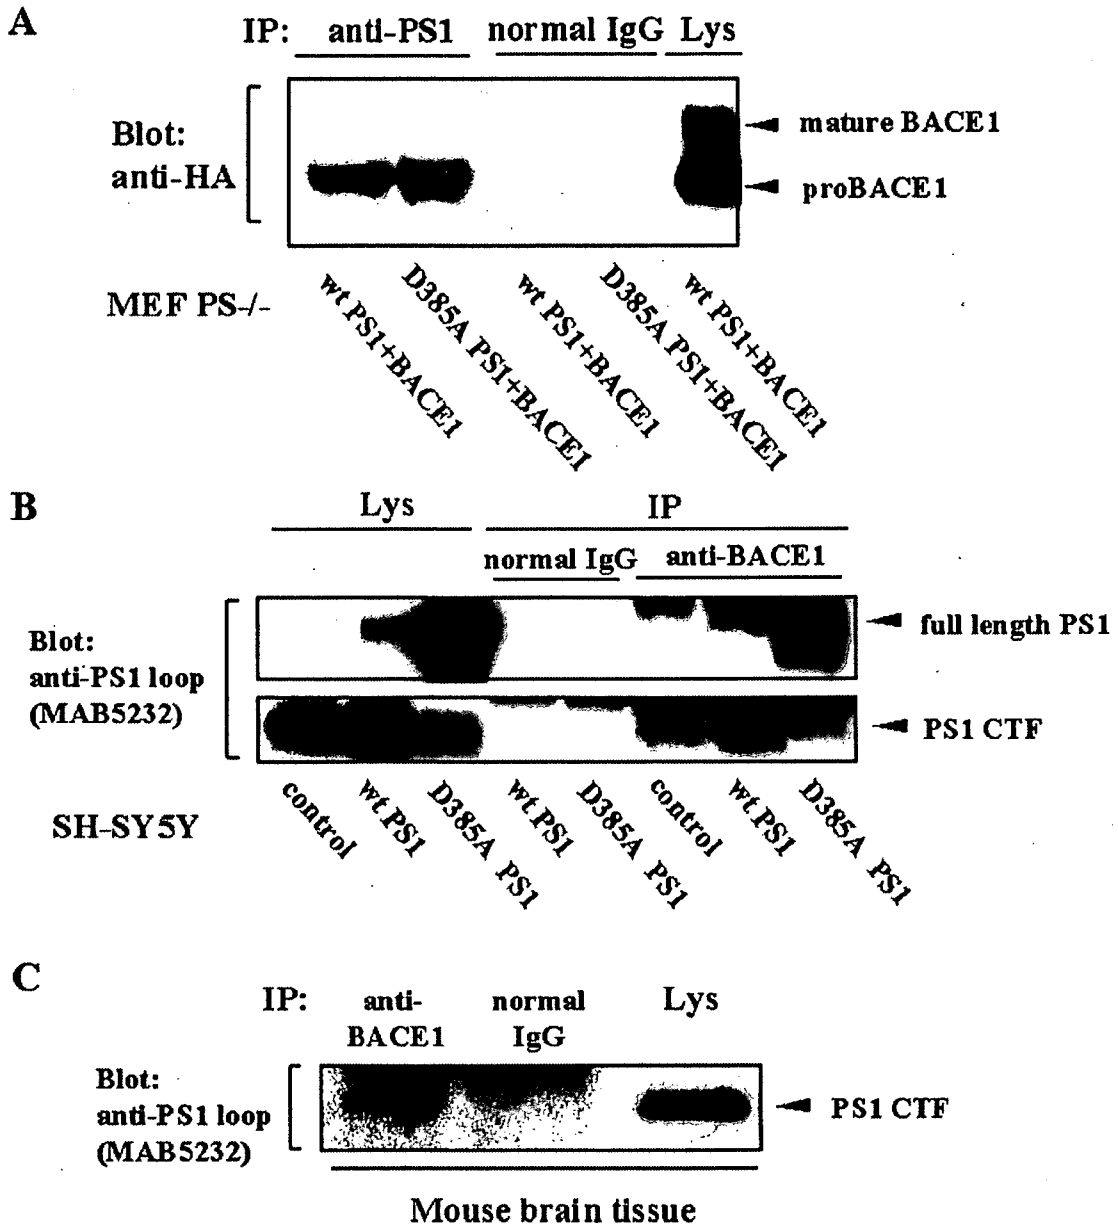 A
IP: anti-PS1 normal IgG Lys
Blot:
anti-HA
mature BACE1
proBACE1
MEF PS-/-
wt PS1+BACE1
D385A PS1+BACE1
wt PS1+BACE1
D385A PS1+BACE1
wt PS1+BACE1
B
Lys IP
normal IgG anti-BACE1
Blot:
anti-PS1 loop
(MAB5232)
full length PS1
PS1 CTF
SH-SY5Y
control
wt PS1
D385A PS1
wt PS1
D385A PS1
control
wt PS1
D385A PS1
C
IP: anti-BACE1 normal IgG Lys
Blot:
anti-PS1 loop
(MAB5232)
PS1 CTF
Mouse brain tissue